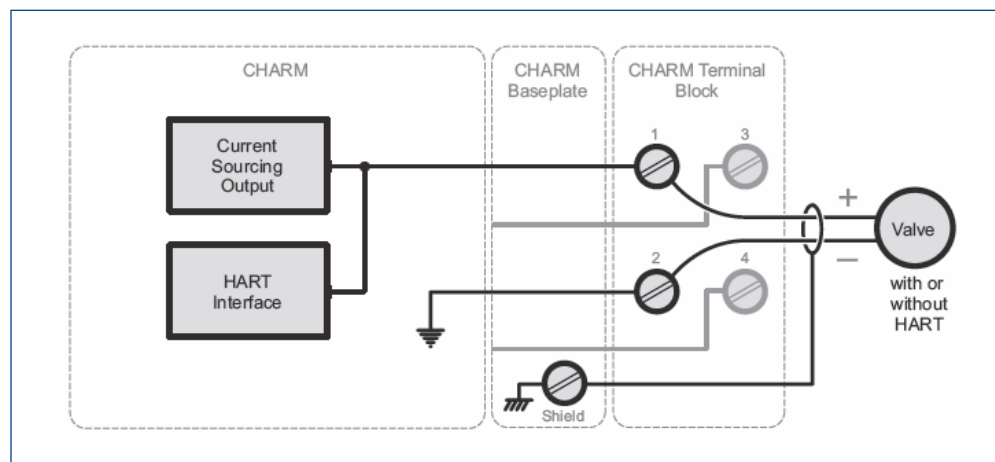 CHARM
CHARM
Baseplate
CHARM Terminal
Block
Current
Sourcing
Output
HART
Interface
1
3
2
4
+
−
Valve
with or
without
HART
Shield